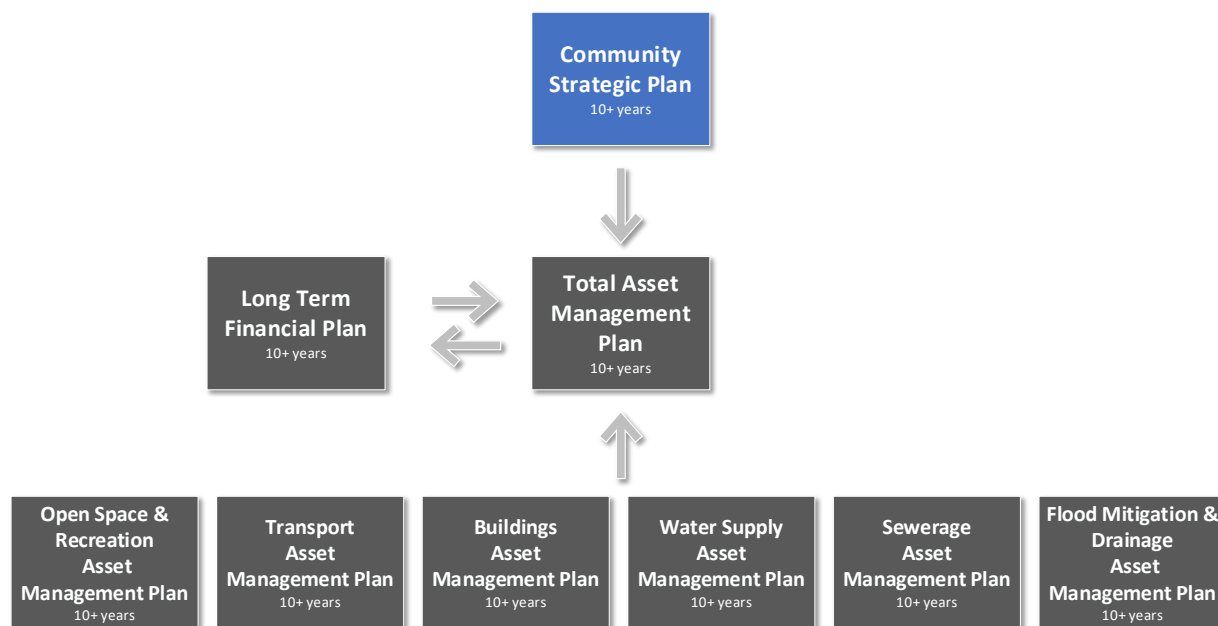 Community
Strategic Plan
10+ years
Long Term
Financial Plan
10+ years
Total Asset
Management
Plan
10+ years
Open Space &
Recreation
Asset
Management Plan
10+ years
Transport
Asset
Management Plan
10+ years
Buildings
Asset
Management Plan
10+ years
Water Supply
Asset
Management Plan
10+ years
Sewerage
Asset
Management Plan
10+ years
Flood Mitigation &
Drainage
Asset
Management Plan
10+ years